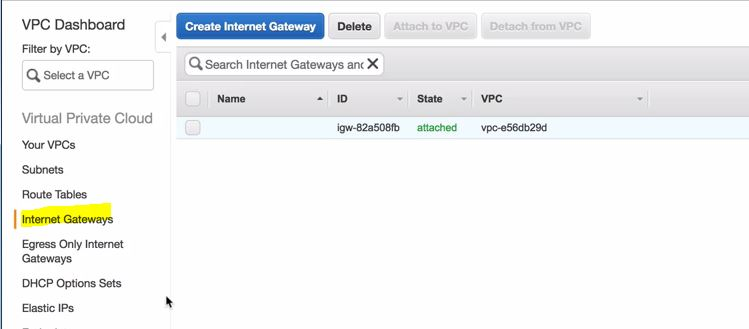 VPC Dashboard
Filter by VPC:
Select a VPC
Virtual Private Cloud
Your VPCs
Subnets
Route Tables
Internet Gateways
Egress Only Internet
Gateways
DHCP Options Sets
Elastic IPs
Create Internet Gateway Delete Attach to VPC Detach from VPC
Search Internet Gateways and
Name ID State VPC
igw-82a508fb attached vpc-e56db29d